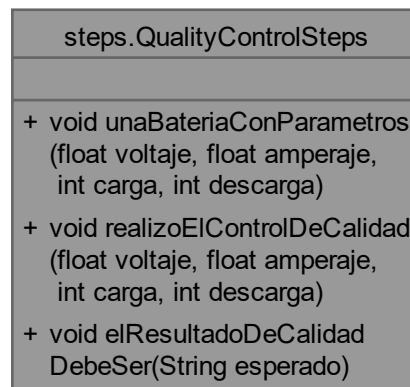 steps.QualityControlSteps
+ void unaBateriaConParametros
(float voltaje, float amperaje,
int carga, int descarga)
+ void realizoElControlDeCalidad
(float voltaje, float amperaje,
int carga, int descarga)
+ void elResultadoDeCalidad
DebeSer(String esperado)